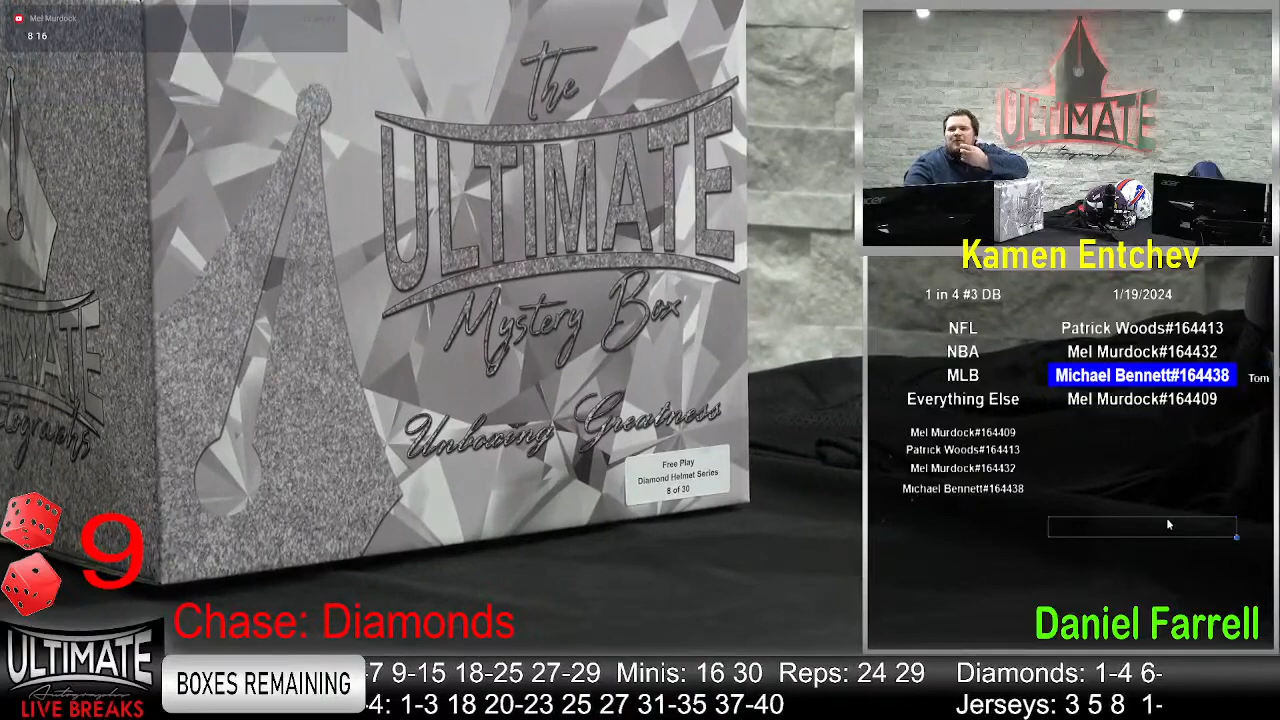 Mel Murdock
8 16
The
ULTIMATE
Mystery Box
Unboxing Greatness
Free Play
Diamond Helmet Series
8 of 30
ULTIMATE
acer
Kamen Entchev
1 in 4 #3 DB 1/19/2024
NFL Patrick Woods#164413
NBA Mel Murdock#164432
MLB Michael Bennett#164438 Tom
Everything Else Mel Murdock#164409
Mel Murdock#164409
Patrick Woods#164413
Mel Murdock#164432
Michael Bennett#164438
9
Chase: Diamonds
Daniel Farrell
ULTIMATE
Autographs
LIVE BREAKS
BOXES REMAINING
7 9-15 18-25 27-29 Minis: 16 30 Reps: 24 29 Diamonds: 1-4 6-
-4: 1-3 18 20-23 25 27 31-35 37-40 Jerseys: 3 5 8 1-